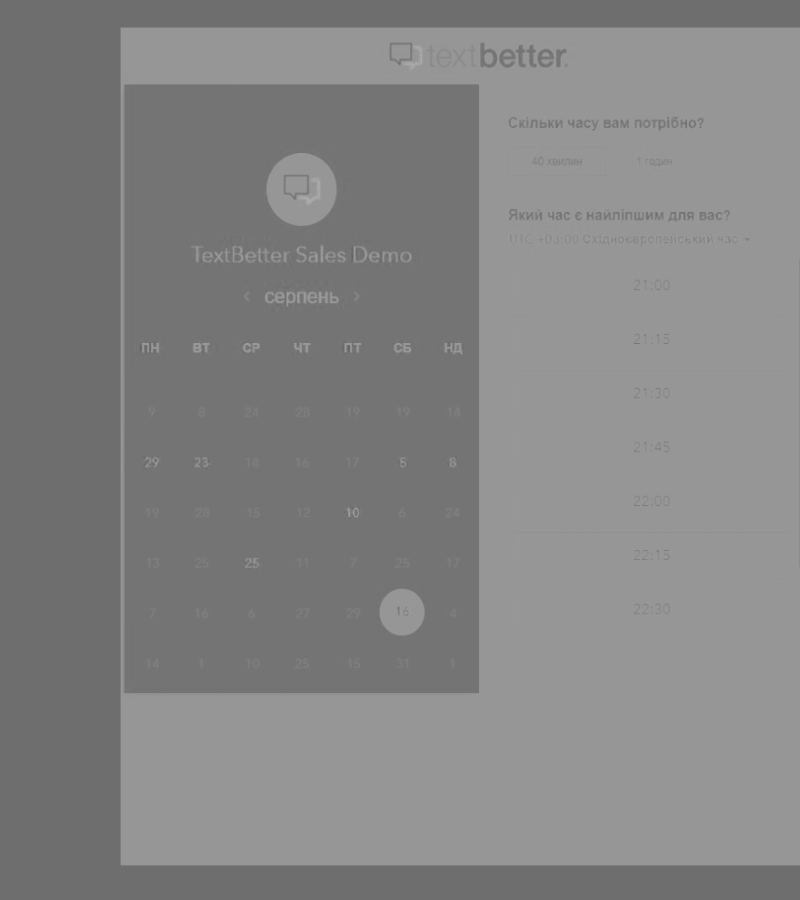 textbetter
TextBetter Sales Demo
серпень
ПН ВТ СР ЧТ ПТ СБ НД
9 8 24 28 19 19 14
29 23 18 16 17 5 8
19 28 15 12 10 6 24
13 26 25 11 7 25 17
7 16 6 27 29 16 4
14 1 10 25 15 31 1
Скільки часу вам потрібно?
40 хвилин 1 годин
Який час є найліпшим для вас?
UTC +03:00 Східноєвропейський час
21:00
21:15
21:30
21:45
22:00
22:15
22:30